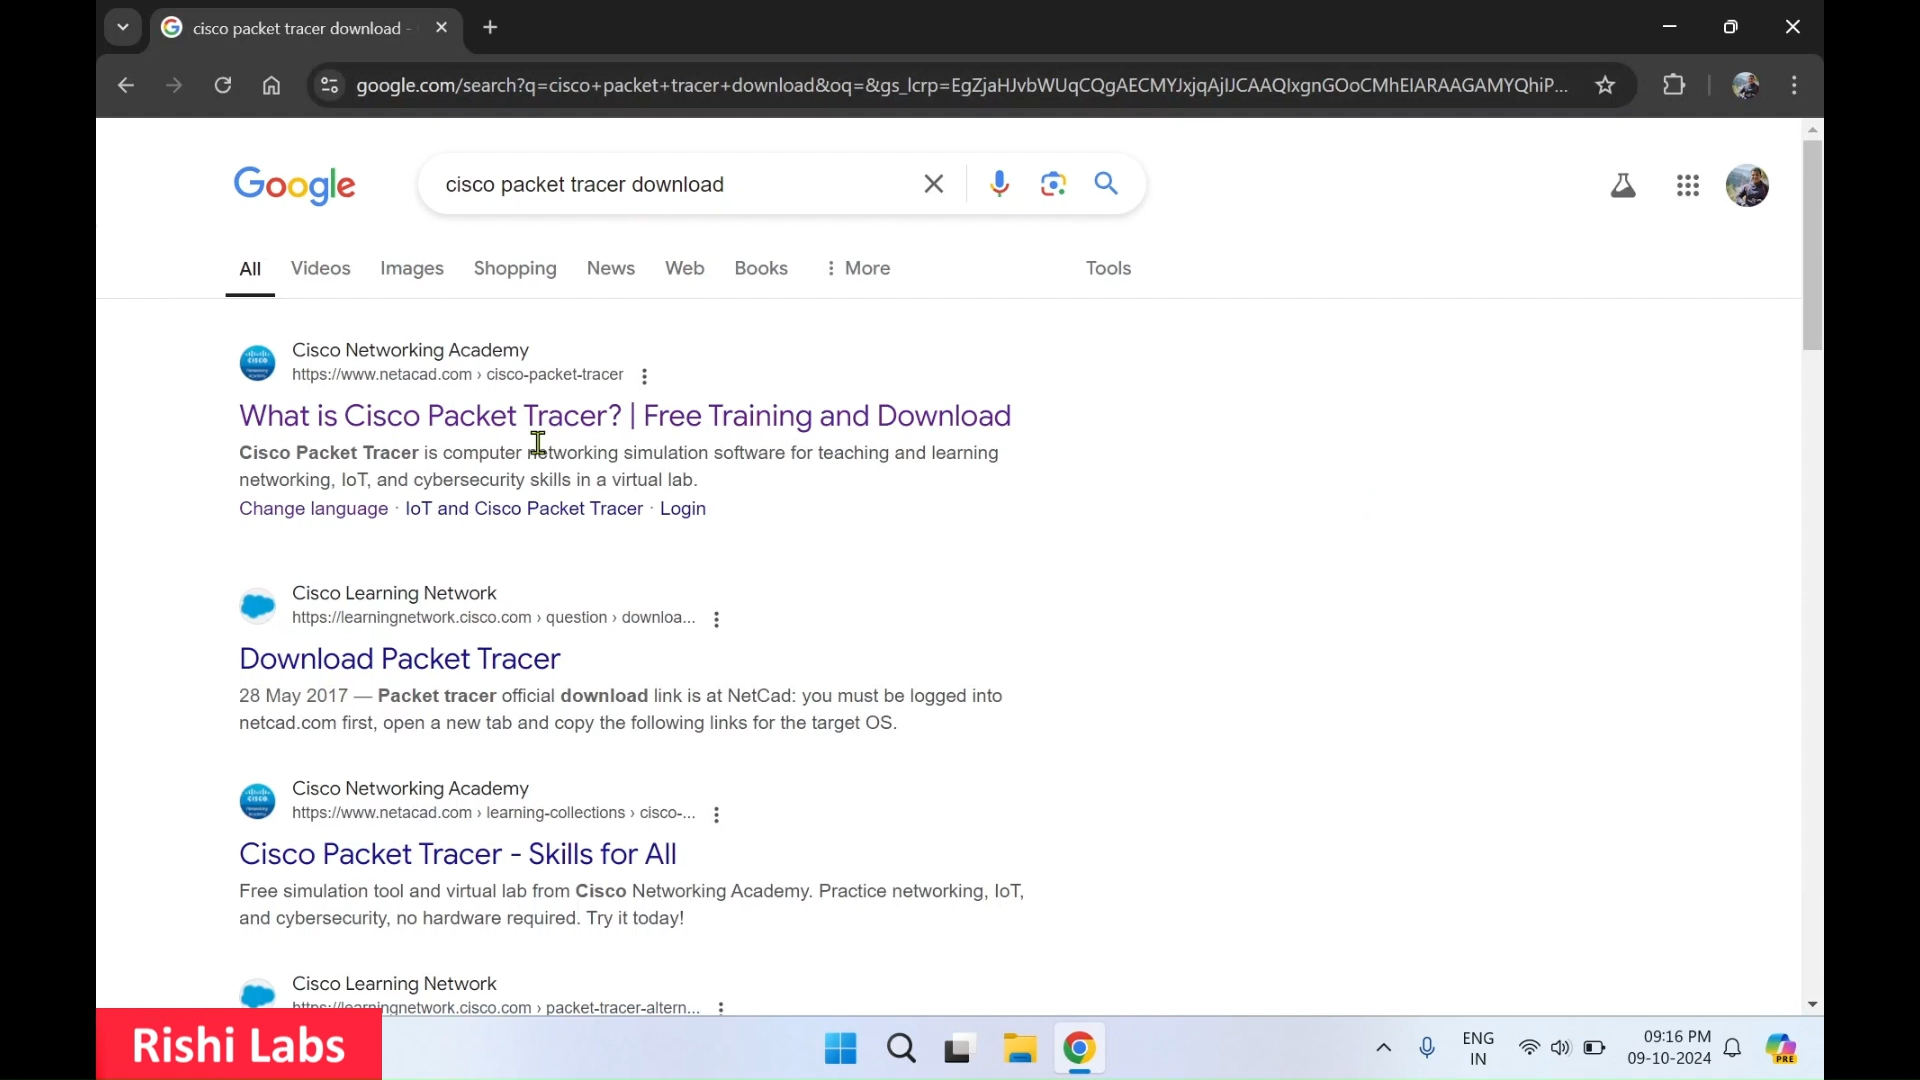 cisco packet tracer download -
google.com/search?q=cisco+packet+tracer+download&oq=&gs_lcrp=EgZjaHJvbWUqCQgAECMYJxjqAjIJCAAQIxgnGOoCMhEIARAAGAMYQhiP...
Google
cisco packet tracer download
All Videos Images Shopping News Web Books More Tools
Cisco Networking Academy
https://www.netacad.com › cisco-packet-tracer
What is Cisco Packet Tracer? | Free Training and Download
Cisco Packet Tracer is computer networking simulation software for teaching and learning
networking, IoT, and cybersecurity skills in a virtual lab.
Change language · IoT and Cisco Packet Tracer · Login
Cisco Learning Network
https://learningnetwork.cisco.com › question › downloa...
Download Packet Tracer
28 May 2017 — Packet tracer official download link is at NetCad: you must be logged into
netcad.com first, open a new tab and copy the following links for the target OS.
Cisco Networking Academy
https://www.netacad.com › learning-collections › cisco-...
Cisco Packet Tracer - Skills for All
Free simulation tool and virtual lab from Cisco Networking Academy. Practice networking, IoT,
and cybersecurity, no hardware required. Try it today!
Cisco Learning Network
https://learningnetwork.cisco.com › packet-tracer-altern...
Rishi Labs
ENG
IN
09:16 PM
09-10-2024
PRE